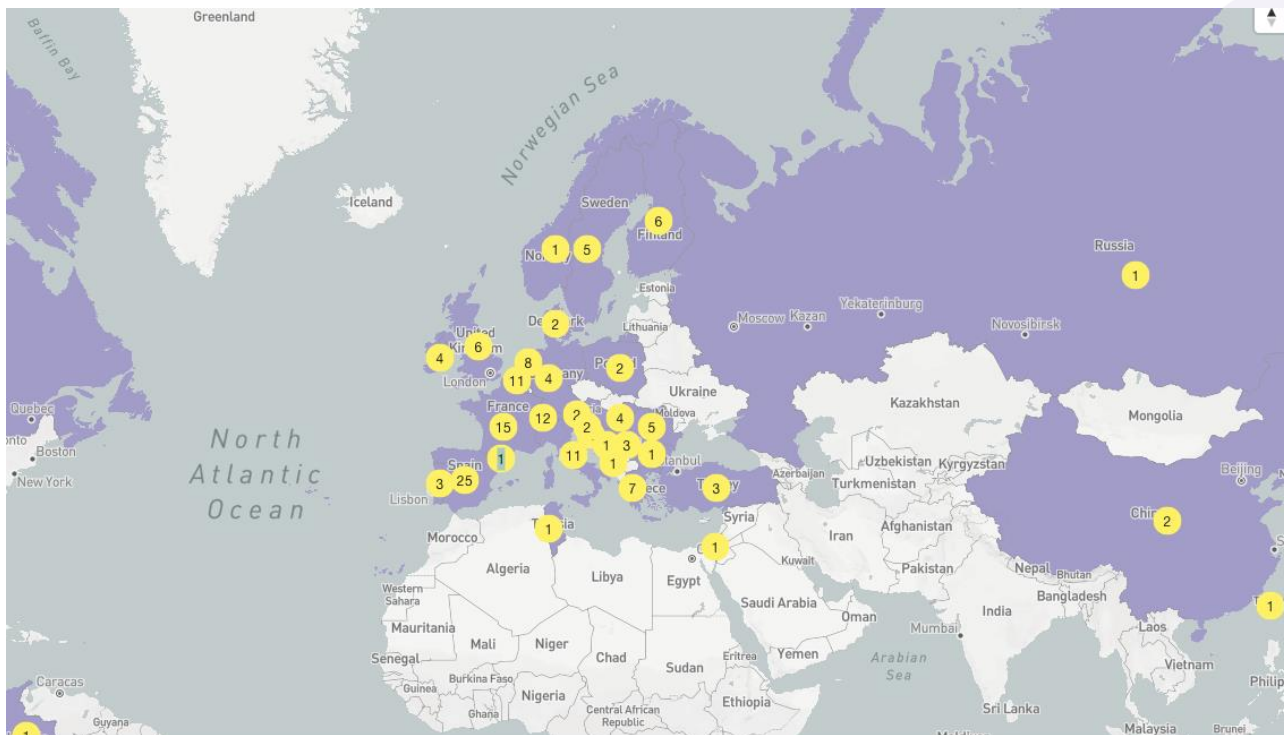 Greenland
Baffin Bay
Norwegian Sea
Iceland
Sweden
6
Finland
1
5
Russia
1
Estonia
2
Lithuania
Moscow
Kazan
Yekaterinburg
Novosibirsk
United
Kingdom
6
4
London
8
11
4
2
Ukraine
Kazakhstan
Mongolia
Quebec
Boston
New York
North
Atlantic
Ocean
France
15
12
2
2
4
5
Moldova
1
11
1
3
1
1
Spain
3
25
Lisbon
7
3
Azerbaijan
Uzbekistan
Kyrgyzstan
Turkmenistan
Beijing
2
1
1
1
Syria
Iran
Afghanistan
Pakistan
Nepal
Bhutan
Bangladesh
Kuwait
Morocco
Algeria
Libya
Egypt
Western
Sahara
Saudi Arabia
Oman
India
Mumbai
Laos
Vietnam
Mauritania
Mali
Niger
Chad
Sudan
Eritrea
Yemen
Arabian
Sea
Senegal
Burkina Faso
Guinea
Ghana
Nigeria
Central African
Republic
Ethiopia
Sri Lanka
Malaysia
Brunei
Caracas
Guyana
1